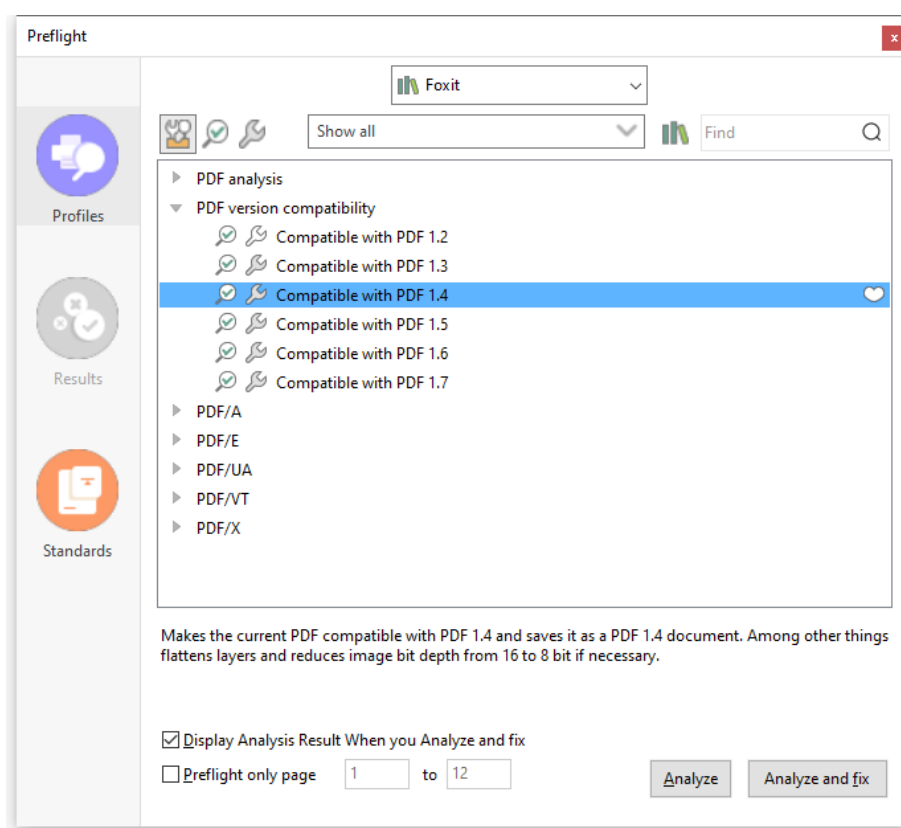 Preflight
x
Foxit
Show all
Find
PDF analysis
PDF version compatibility
Compatible with PDF 1.2
Compatible with PDF 1.3
Profiles
Compatible with PDF 1.4
Compatible with PDF 1.5
Compatible with PDF 1.6
Compatible with PDF 1.7
Results
PDF/A
PDF/E
PDF/UA
PDF/VT
PDF/X
Standards
Makes the current PDF compatible with PDF 1.4 and saves it as a PDF 1.4 document. Among other things
flattens layers and reduces image bit depth from 16 to 8 bit if necessary.
Display Analysis Result When you Analyze and fix
Preflight only page 1 to 12
Analyze
Analyze and fix